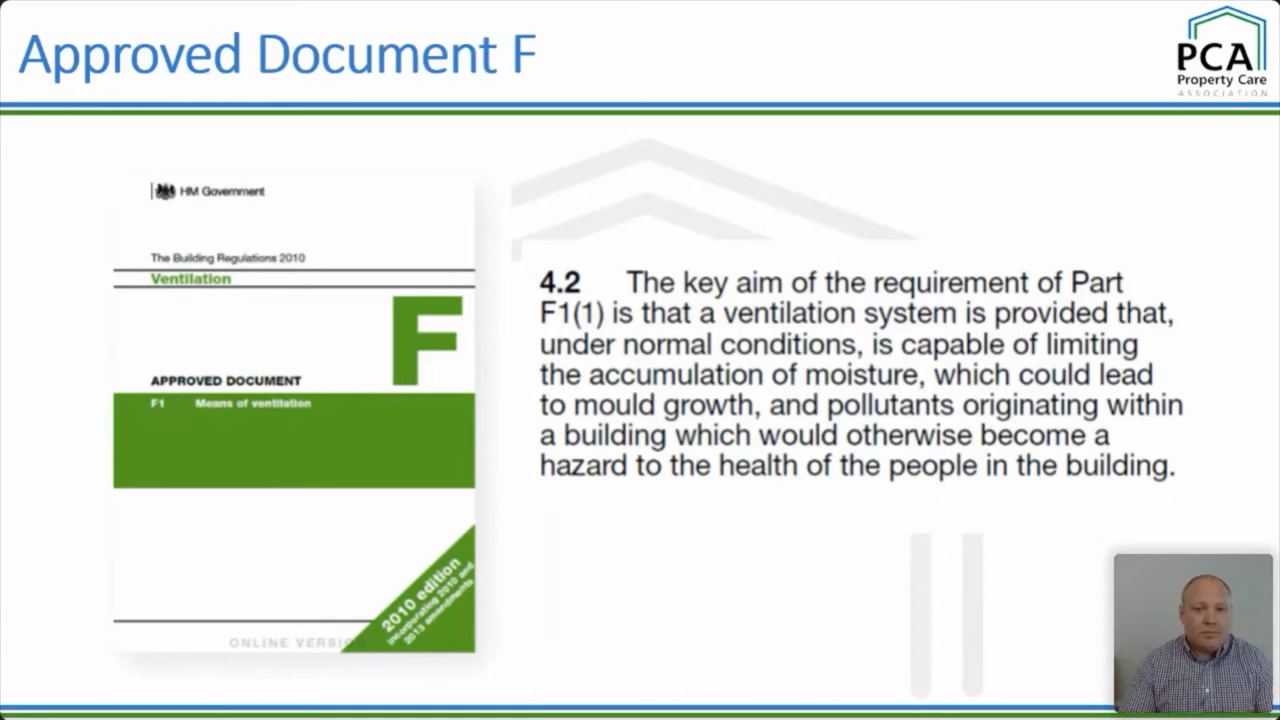 Approved Document F
PCA
Property Care
ASSOCIATION
HM Government
The Building Regulations 2010
Ventilation
F
APPROVED DOCUMENT
F1 Means of ventilation
2010 edition
incorporating 2010 and
2013 amendments
ONLINE VERSI
4.2 The key aim of the requirement of Part
F1(1) is that a ventilation system is provided that,
under normal conditions, is capable of limiting
the accumulation of moisture, which could lead
to mould growth, and pollutants originating within
a building which would otherwise become a
hazard to the health of the people in the building.